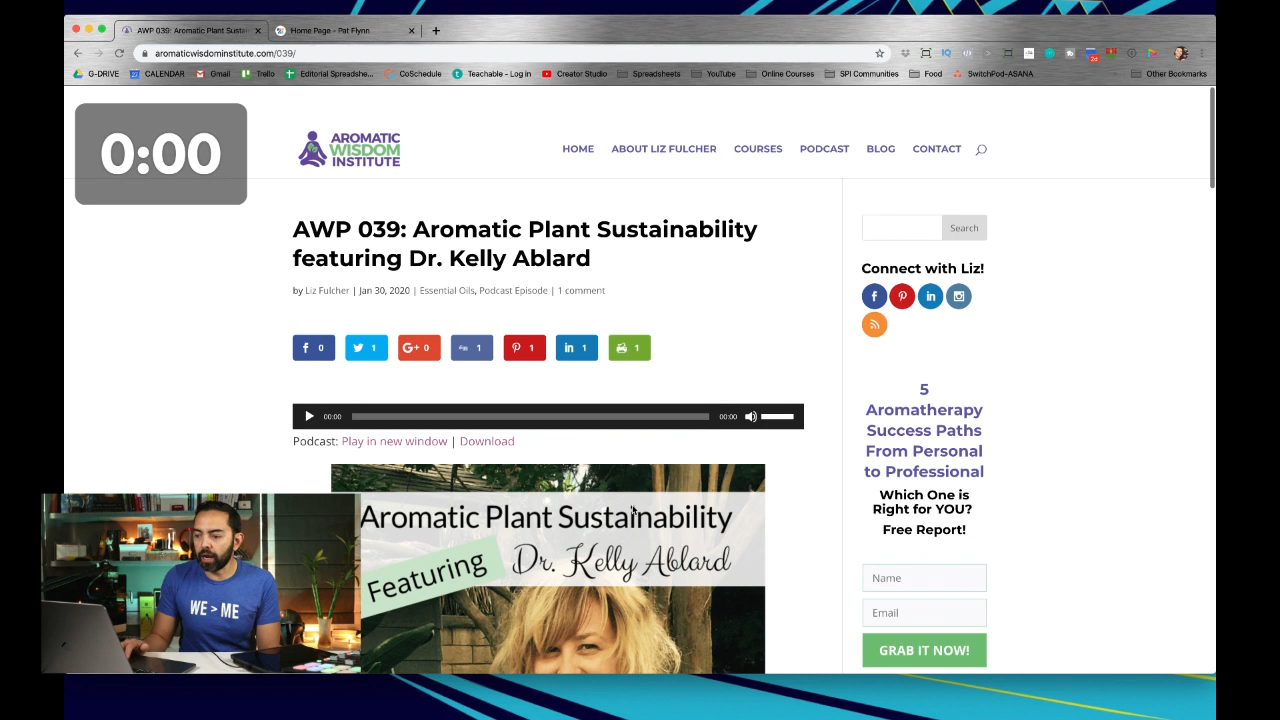 AWP 039: Aromatic Plant Sustai
Home Page - Pat Flynn
aromaticwisdominstitute.com/039/
G-DRIVE
CALENDAR
Gmail
Trello
Editorial Spreadshe...
CoSchedule
Teachable - Log in
Creator Studio
Spreadsheets
YouTube
Online Courses
SPI Communities
Food
SwitchPod-ASANA
Other Bookmarks
0:00
AROMATIC
WISDOM
INSTITUTE
HOME
ABOUT LIZ FULCHER
COURSES
PODCAST
BLOG
CONTACT
AWP 039: Aromatic Plant Sustainability
featuring Dr. Kelly Ablard
by Liz Fulcher | Jan 30, 2020 | Essential Oils, Podcast Episode | 1 comment
0
1
G+ 0
1
1
in 1
1
00:00
00:00
Podcast: Play in new window | Download
Aromatic Plant Sustainability
Featuring
Dr. Kelly Ablard
WE > ME
Search
Connect with Liz!
5
Aromatherapy
Success Paths
From Personal
to Professional
Which One is
Right for YOU?
Free Report!
Name
Email
GRAB IT NOW!